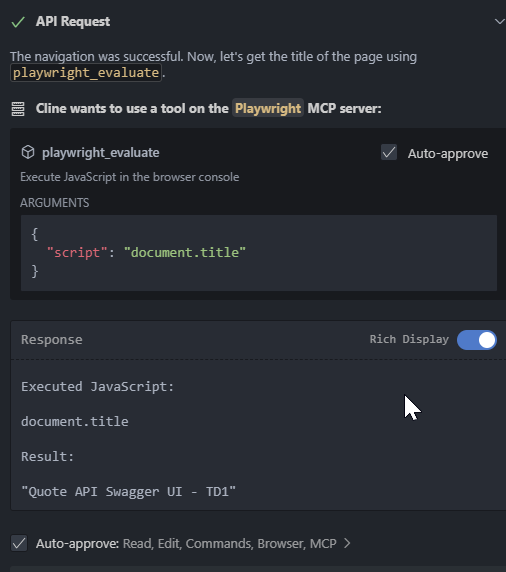 API Request
The navigation was successful. Now, let's get the title of the page using
playwright_evaluate.
Cline wants to use a tool on the Playwright MCP server:
playwright_evaluate
Auto-approve
Execute JavaScript in the browser console
ARGUMENTS
{
"script": "document.title"
}
Response
Rich Display
Executed JavaScript:
document.title
Result:
"Quote API Swagger UI - TD1"
Auto-approve: Read, Edit, Commands, Browser, MCP >